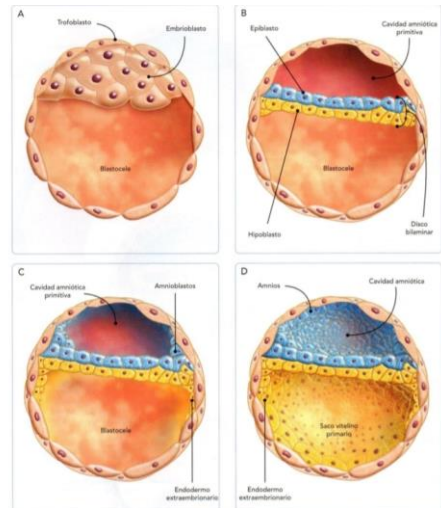 A
Trofoblasto
Embrioblasto
Blastocele
B
Epiblasto
Cavidad amniótica
primitiva
Blastocele
Hipoblasto
Disco
bilaminar
C
Cavidad amniótica
primitiva
Amnioblastos
Blastocele
Endodermo
extraembrionario
D
Amnios
Cavidad amniótica
Saco vitelino
primario
Endodermo
extraembrionario